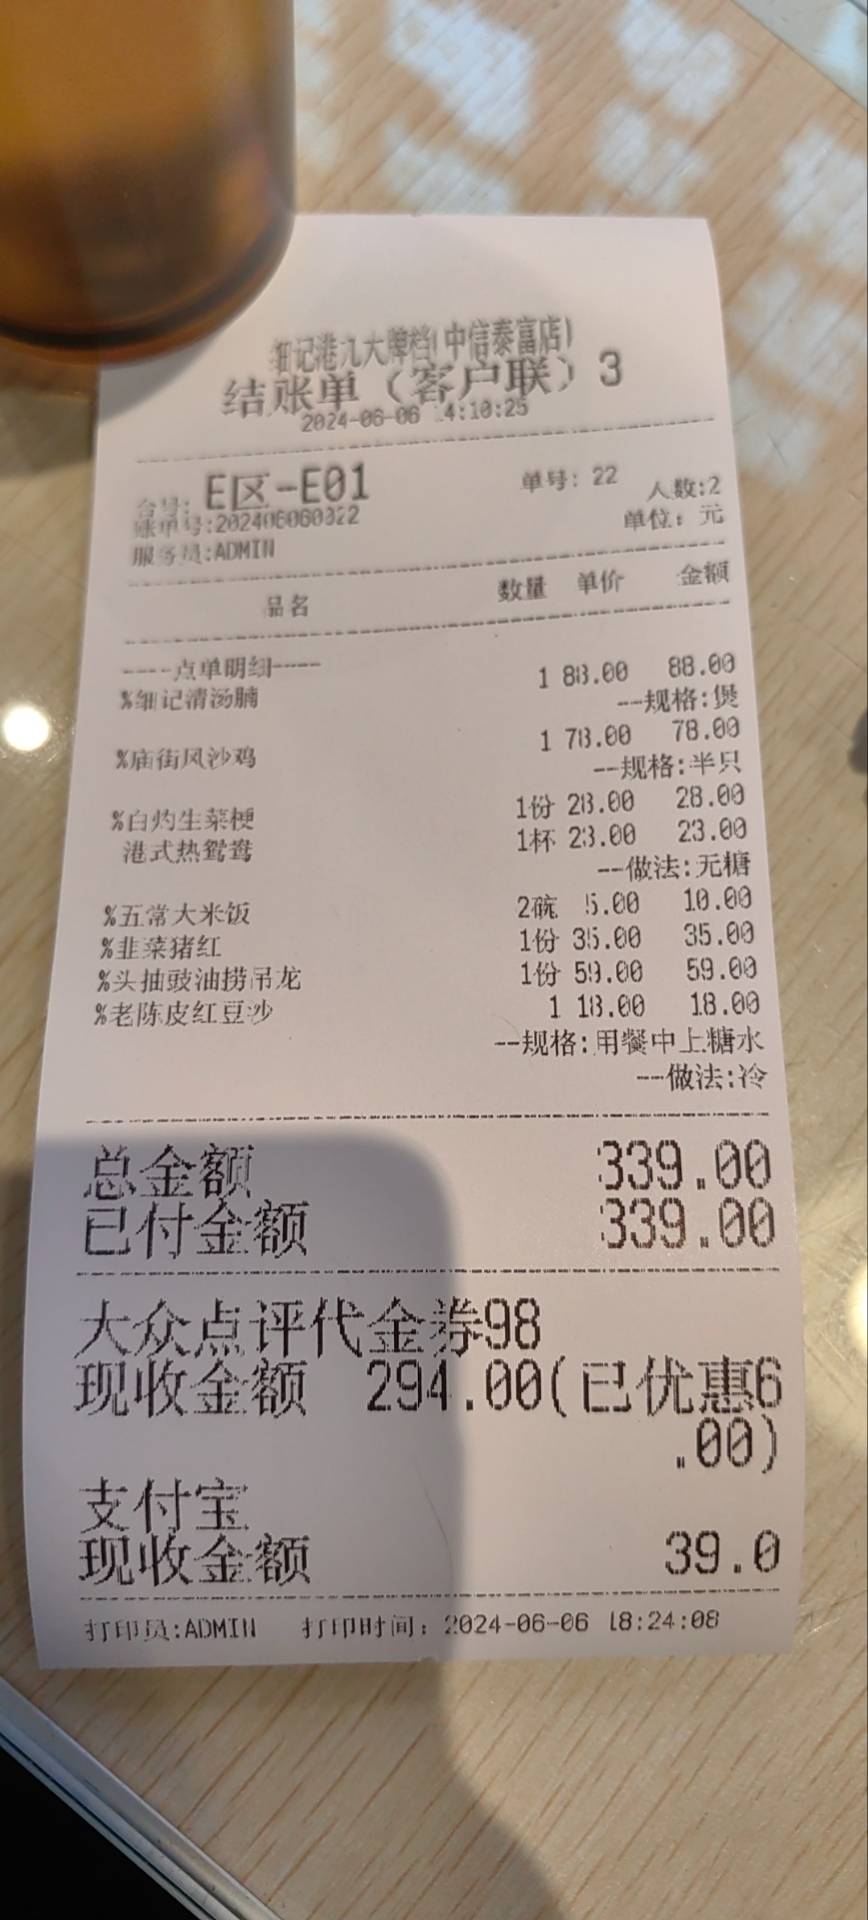 细记港九大牌档(中信泰富店)
结账单（客户联）3
2024-06-06 14:10:25
台号: E区-E01 单号: 22 人数:2
账单号:202406060022 单位: 元
服务员:ADMIN
品名 数量 单价 金额
----点单明细----
%细记清汤腩 1 88.00 88.00
--规格:煲
%庙街风沙鸡 1 78.00 78.00
--规格:半只
%白灼生菜梗 1份 28.00 28.00
港式热鸳鸯 1杯 23.00 23.00
--做法:无糖
%五常大米饭 2碗 5.00 10.00
%韭菜猪红 1份 35.00 35.00
%头抽豉油捞吊龙 1份 59.00 59.00
%老陈皮红豆沙 1 18.00 18.00
--规格:用餐中上糖水
--做法:冷
总金额 339.00
已付金额 339.00
大众点评代金券98
现收金额 294.00(已优惠6
.00)
支付宝
现收金额 39.0
打印员:ADMIN 打印时间: 2024-06-06 18:24:08